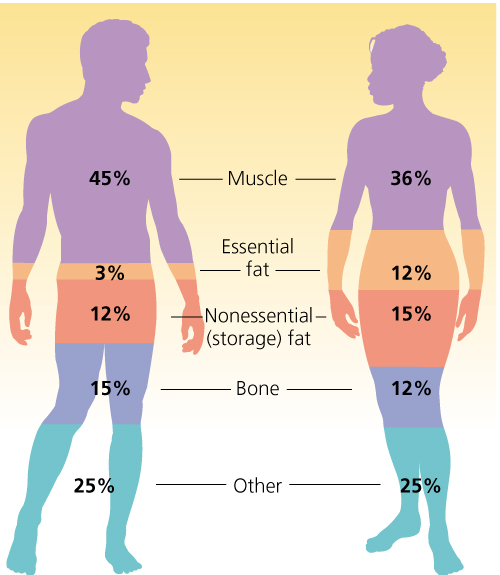 45% Muscle 36%
Essential
fat
3% 12%
12% Nonessential 15%
(storage) fat
15% Bone 12%
25% Other 25%